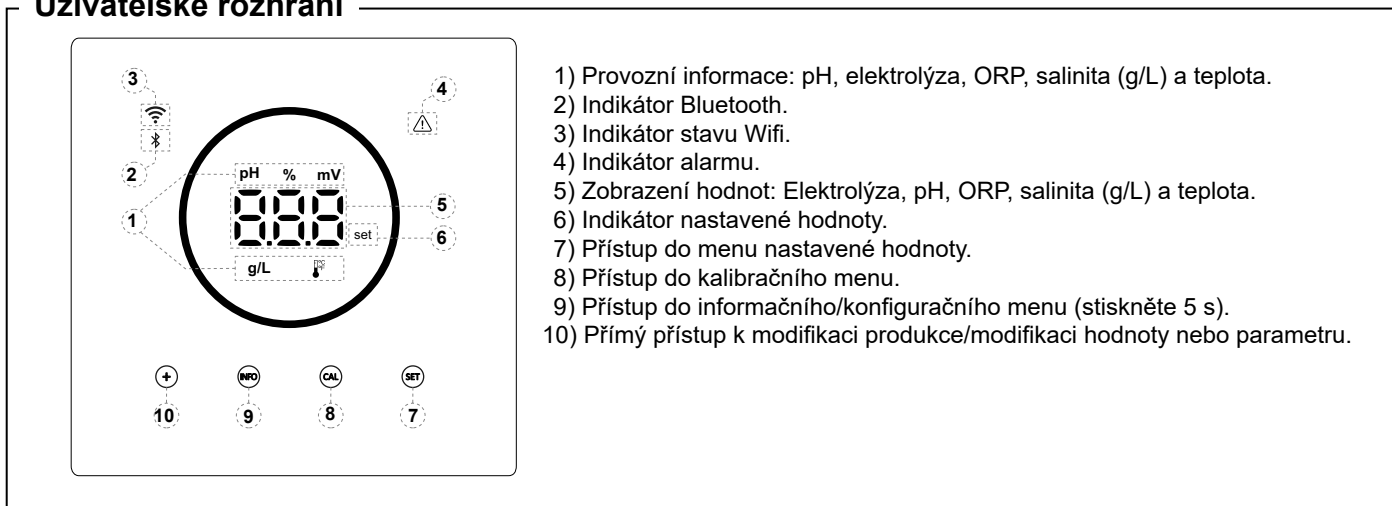 Uživatelské rozhraní
3
4
2
pH % mV
1
5
set
6
g/L
+ INFO CAL SET
10 9 8 7
1) Provozní informace: pH, elektrolýza, ORP, salinita (g/L) a teplota.
2) Indikátor Bluetooth.
3) Indikátor stavu Wifi.
4) Indikátor alarmu.
5) Zobrazení hodnot: Elektrolýza, pH, ORP, salinita (g/L) a teplota.
6) Indikátor nastavené hodnoty.
7) Přístup do menu nastavené hodnoty.
8) Přístup do kalibračního menu.
9) Přístup do informačního/konfiguračního menu (stiskněte 5 s).
10) Přímý přístup k modifikaci produkce/modifikaci hodnoty nebo parametru.